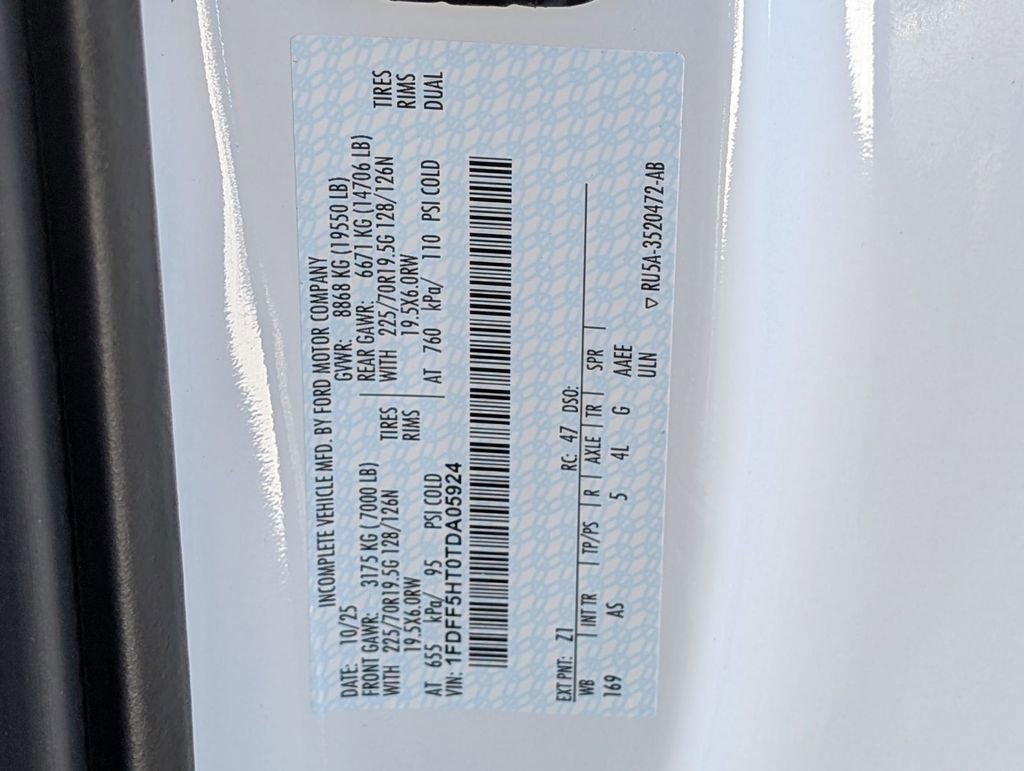 INCOMPLETE VEHICLE MFD. BY FORD MOTOR COMPANY
DATE: 10/25 GVWR: 8868 KG (19550 LB)
FRONT GAWR: 3175 KG ( 7000 LB) REAR GAWR: 6671 KG (14706 LB)
WITH 225/70R19.5G 128/126N TIRES WITH 225/70R19.5G 128/126N TIRES
19.5X6.0RW RIMS 19.5X6.0RW RIMS
AT 655 kPa/ 95 PSI COLD AT 760 kPa/ 110 PSI COLD DUAL
VIN: 1FDFF5HT0TDA05924
EXT PNT: Z1 RC: 47 DSO:
WB INT TR TP/PS R AXLE TR SPR
169 AS 5 4L G AAEE
ULN
▽ RU5A-3520472-AB